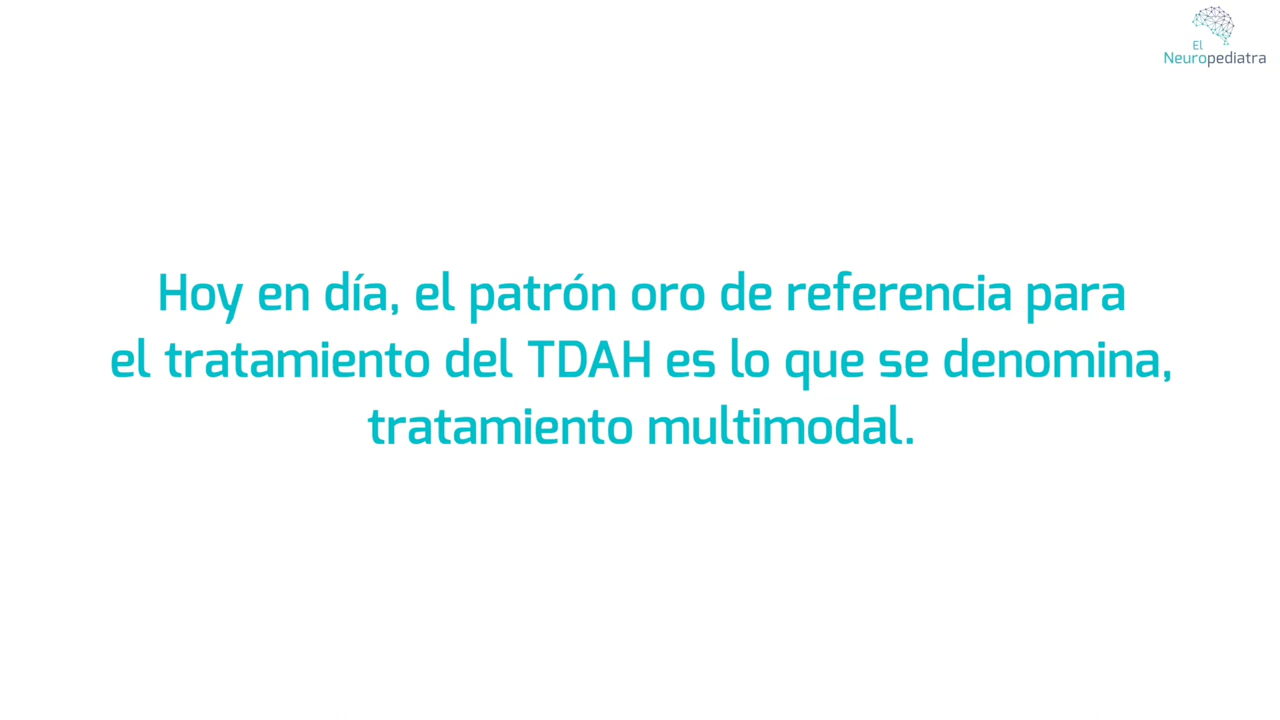 El
Neuropediatra
Hoy en día, el patrón oro de referencia para
el tratamiento del TDAH es lo que se denomina,
tratamiento multimodal.